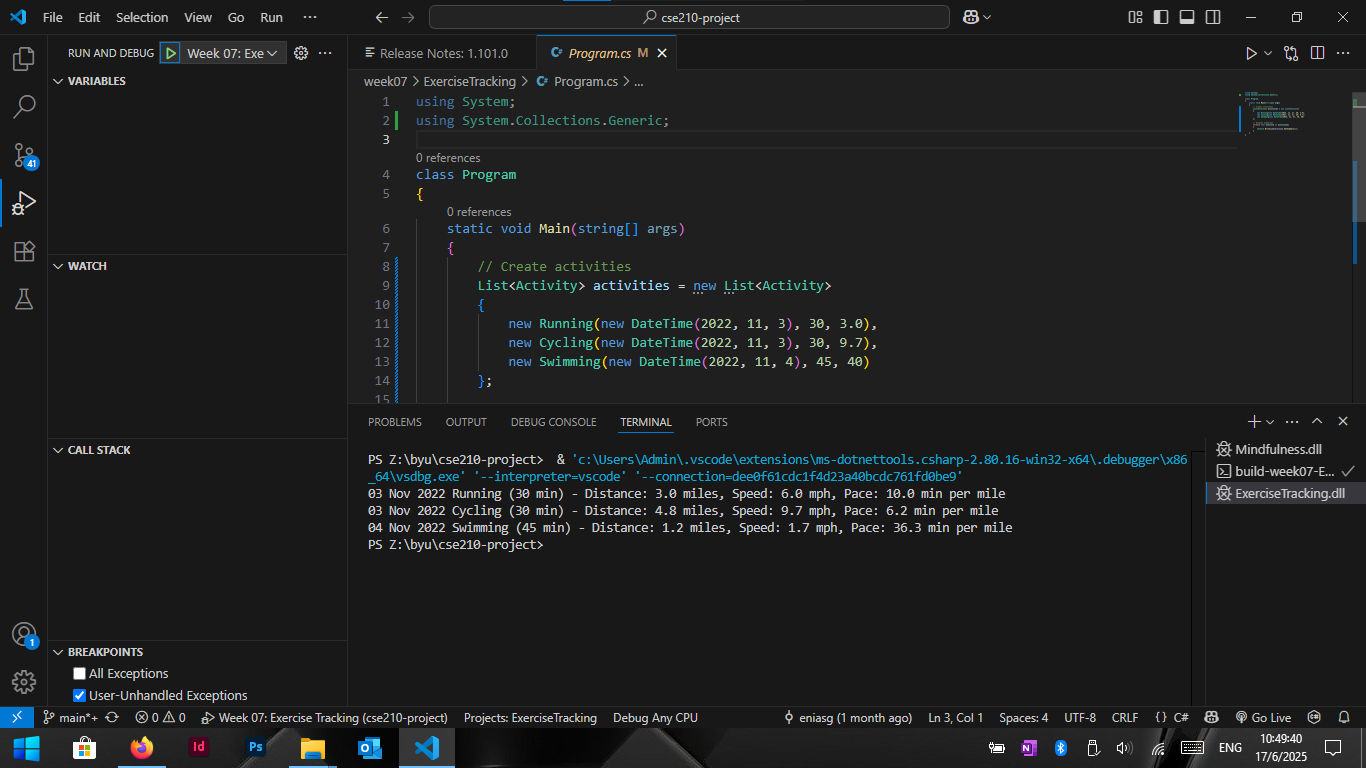 File Edit Selection View Go Run ··· cse210-project
RUN AND DEBUG Week 07: Exe ···
Release Notes: 1.101.0
Program.cs M
VARIABLES
week07 > ExerciseTracking > Program.cs > ...
1 using System;
2 using System.Collections.Generic;
3
0 references
4 class Program
5 {
0 references
6 static void Main(string[] args)
7 {
8 // Create activities
9 List<Activity> activities = new List<Activity>
10 {
11 new Running(new DateTime(2022, 11, 3), 30, 3.0),
12 new Cycling(new DateTime(2022, 11, 3), 30, 9.7),
13 new Swimming(new DateTime(2022, 11, 4), 45, 40)
14 };
15
41
WATCH
CALL STACK
PROBLEMS OUTPUT DEBUG CONSOLE TERMINAL PORTS
PS Z:\byu\cse210-project>  & 'c:\Users\Admin\.vscode\extensions\ms-dotnettools.csharp-2.80.16-win32-x64\.debugger\x86
_64\vsdbg.exe' '--interpreter=vscode' '--connection=dee0f61cdc1f4d23a40bcdc761fd0be9'
03 Nov 2022 Running (30 min) - Distance: 3.0 miles, Speed: 6.0 mph, Pace: 10.0 min per mile
03 Nov 2022 Cycling (30 min) - Distance: 4.8 miles, Speed: 9.7 mph, Pace: 6.2 min per mile
04 Nov 2022 Swimming (45 min) - Distance: 1.2 miles, Speed: 1.7 mph, Pace: 36.3 min per mile
PS Z:\byu\cse210-project>
Mindfulness.dll
build-week07-E...
ExerciseTracking.dll
1
BREAKPOINTS
All Exceptions
User-Unhandled Exceptions
main*+ 0 0 Week 07: Exercise Tracking (cse210-project) Projects: ExerciseTracking Debug Any CPU eniasg (1 month ago) Ln 3, Col 1 Spaces: 4 UTF-8 CRLF {} C# Go Live
Id Ps N ENG 10:49:40
17/6/2025